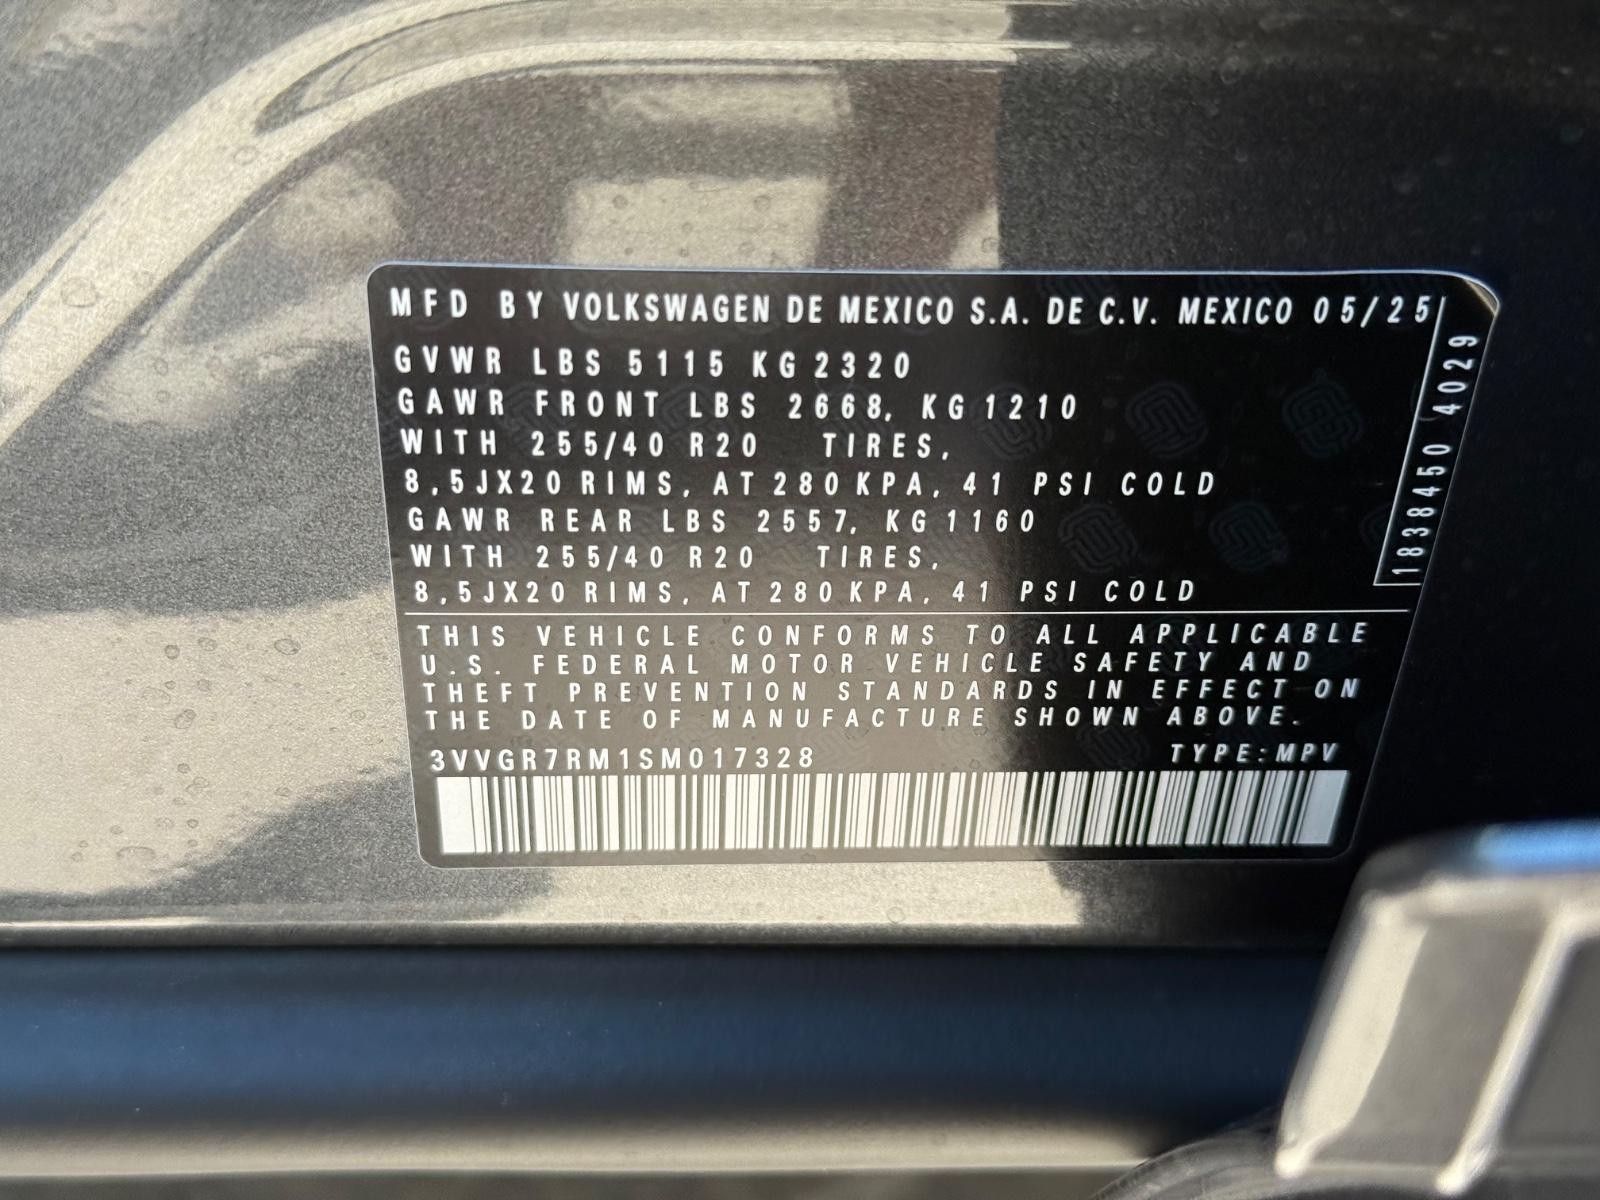 MFD BY VOLKSWAGEN DE MEXICO S.A. DE C.V. MEXICO 05/25
GVWR LBS 5115 KG 2320
GAWR FRONT LBS 2668, KG 1210
WITH 255/40 R20 TIRES,
8,5JX20 RIMS, AT 280 KPA, 41 PSI COLD
GAWR REAR LBS 2557, KG 1160
WITH 255/40 R20 TIRES,
8,5JX20 RIMS, AT 280 KPA, 41 PSI COLD
1838450 4029
THIS VEHICLE CONFORMS TO ALL APPLICABLE
U.S. FEDERAL MOTOR VEHICLE SAFETY AND
THEFT PREVENTION STANDARDS IN EFFECT ON
THE DATE OF MANUFACTURE SHOWN ABOVE.
3VVGR7RM1SM017328 TYPE:MPV